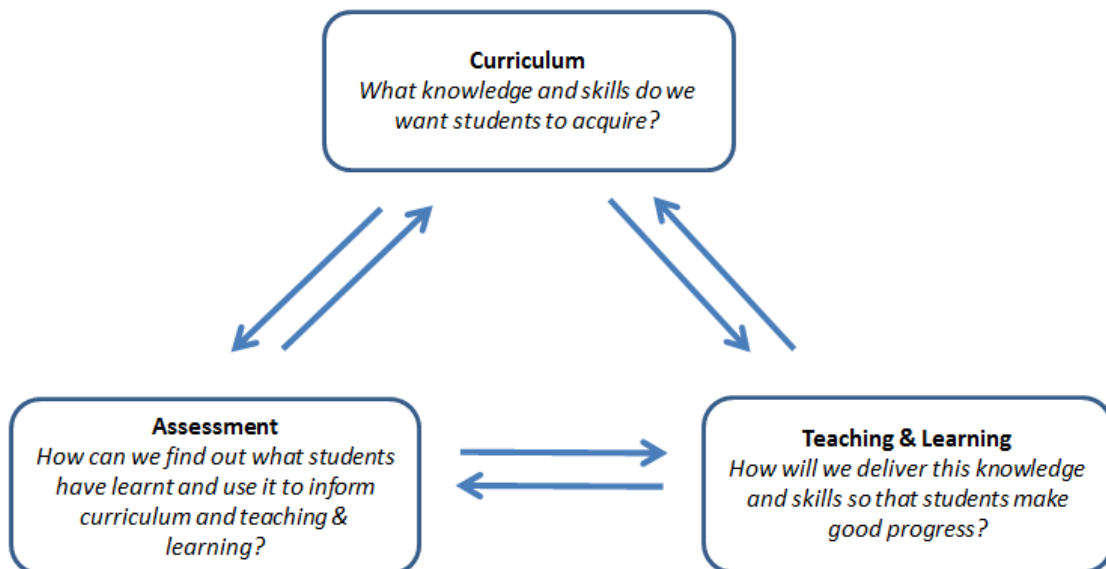 Curriculum
What knowledge and skills do we
want students to acquire?
Assessment
How can we find out what students
have learnt and use it to inform
curriculum and teaching &
learning?
Teaching & Learning
How will we deliver this knowledge
and skills so that students make
good progress?